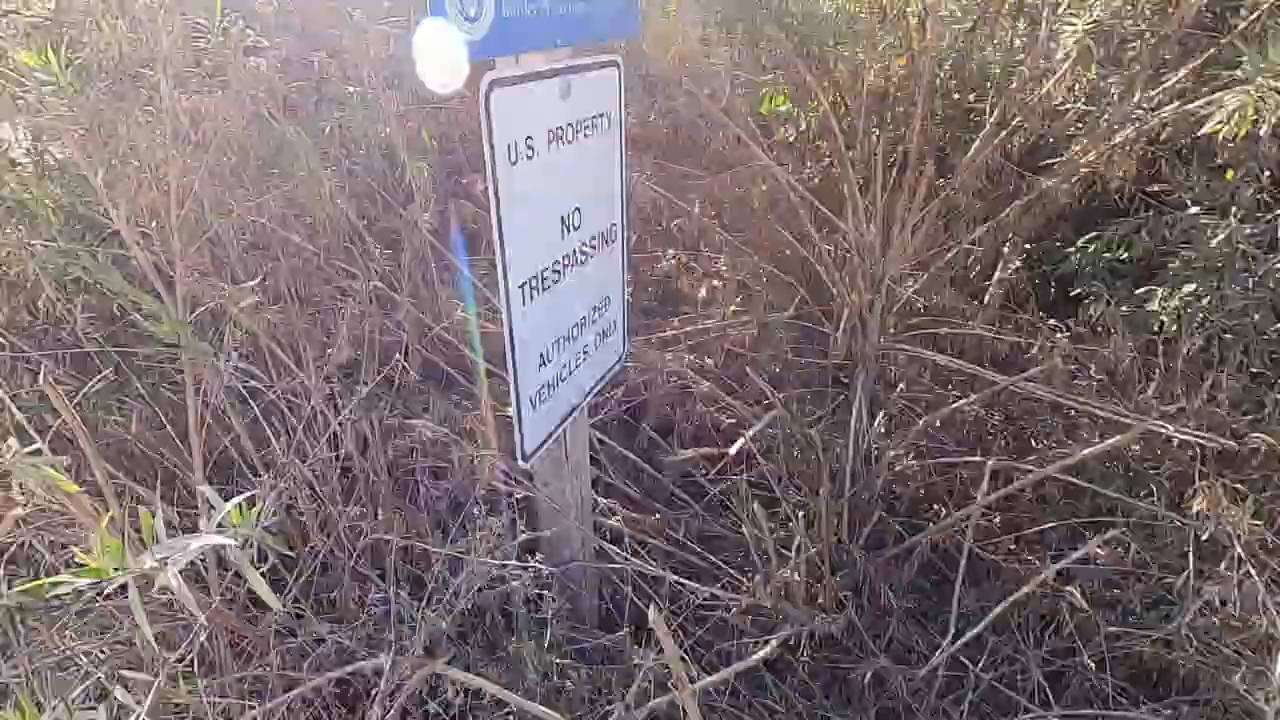 U.S. PROPERTY
NO
TRESPASSING
AUTHORIZED
VEHICLES ONLY